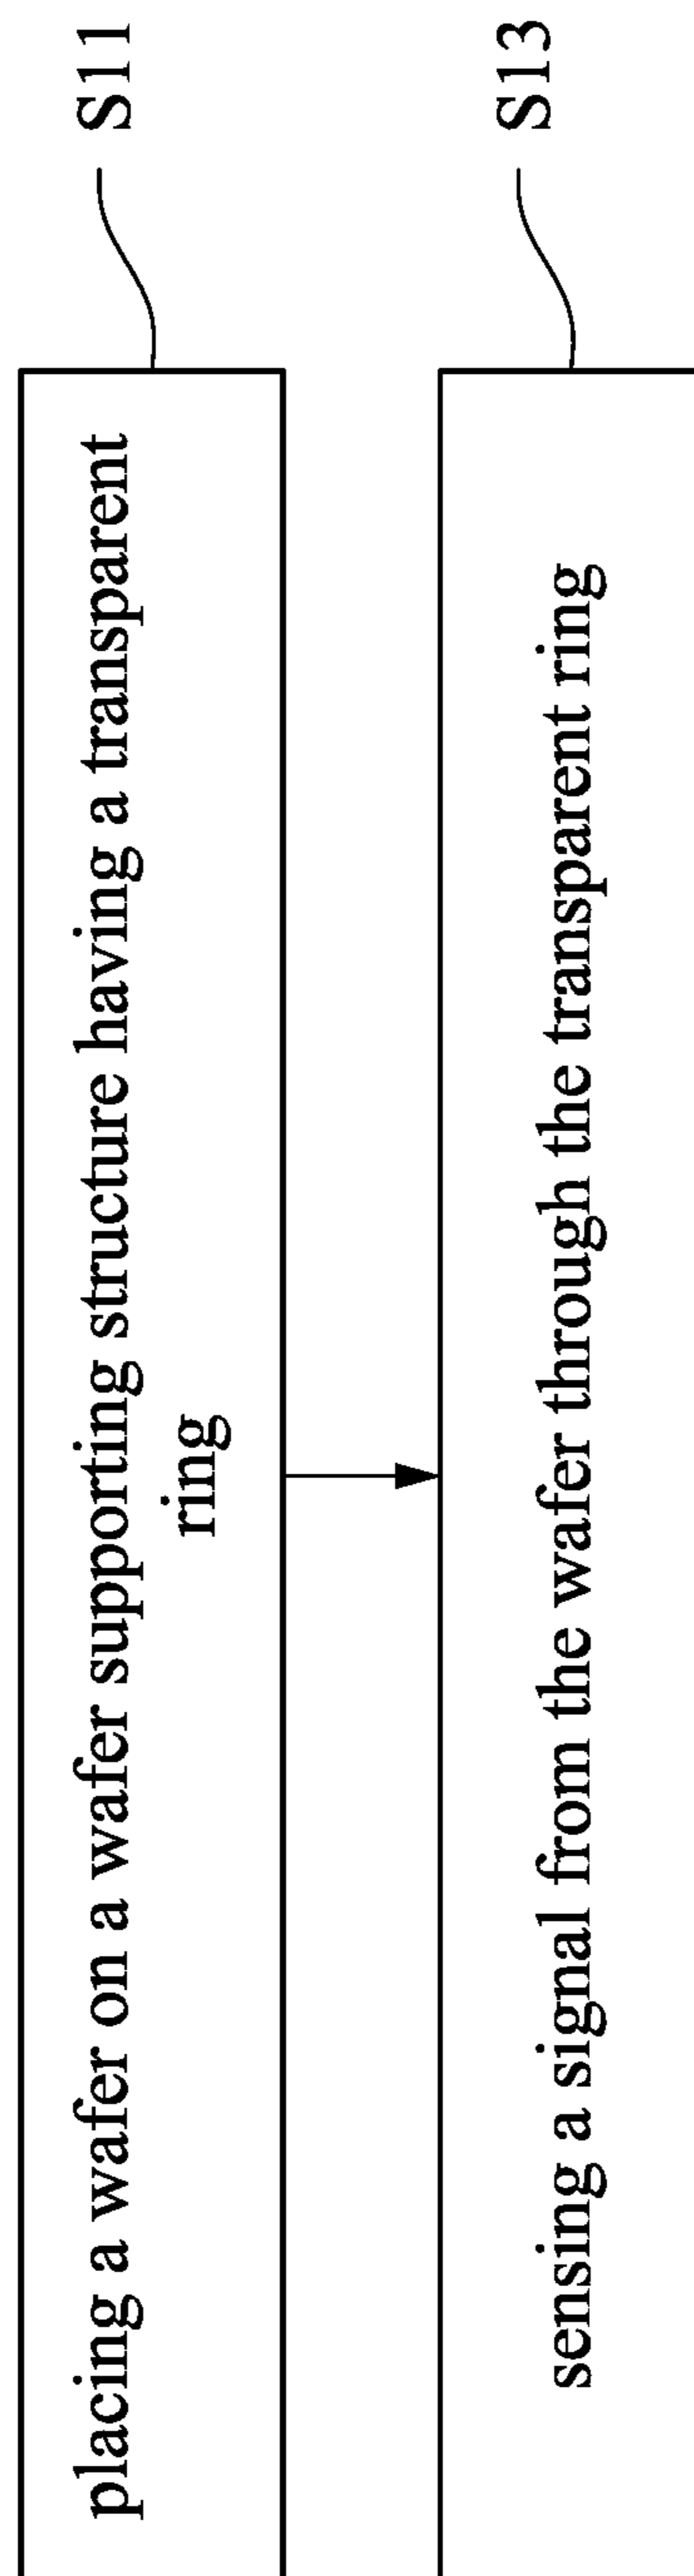 placing a wafer on a wafer supporting structure having a transparent
ring
S11
sensing a signal from the wafer through the transparent ring
S13